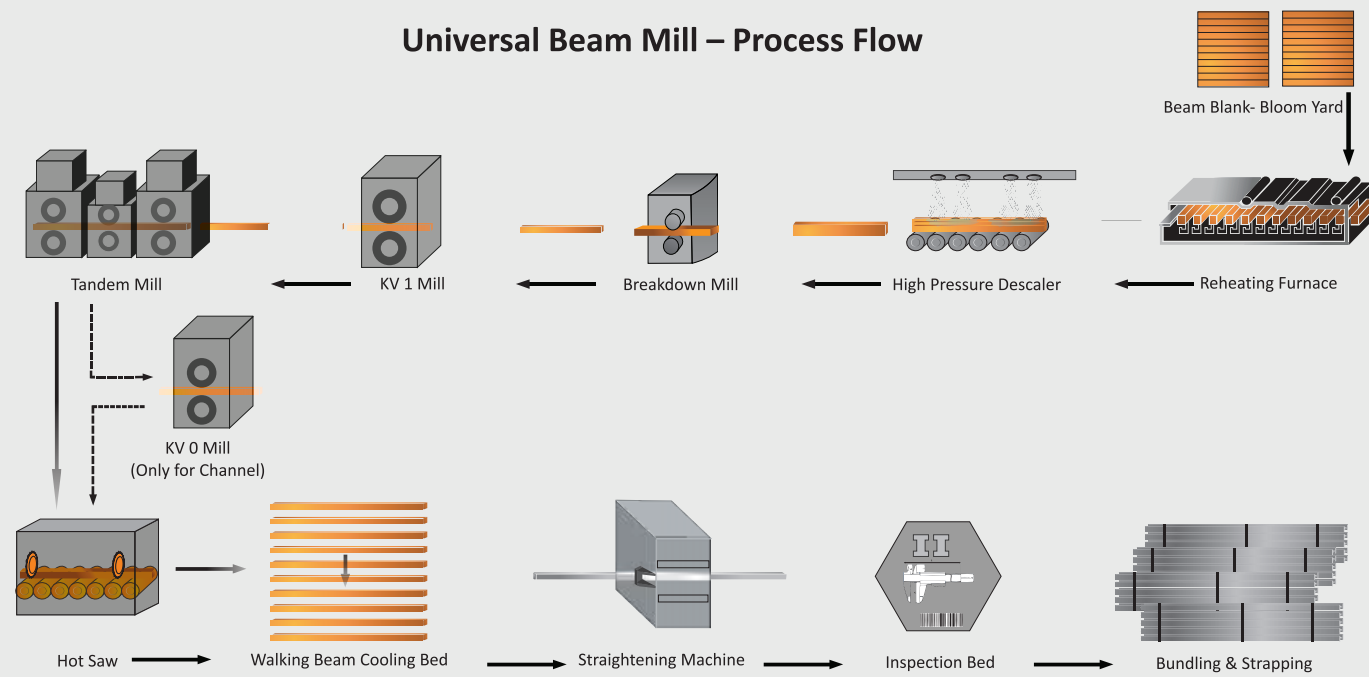 Universal Beam Mill – Process Flow
Beam Blank- Bloom Yard
Tandem Mill
KV 1 Mill
Breakdown Mill
High Pressure Descaler
Reheating Furnace
KV 0 Mill
(Only for Channel)
Hot Saw
Walking Beam Cooling Bed
Straightening Machine
Inspection Bed
Bundling & Strapping